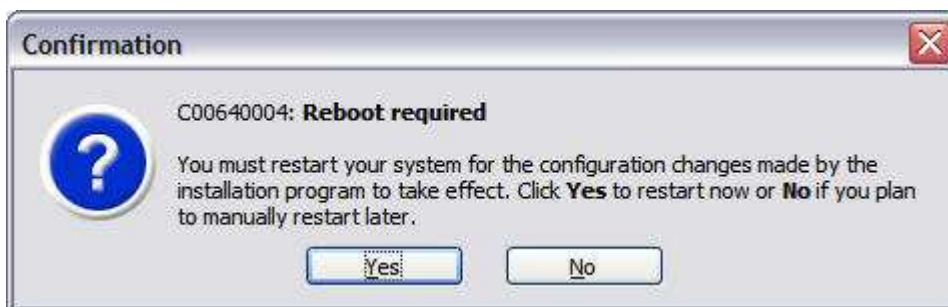 Confirmation
C00640004: Reboot required
You must restart your system for the configuration changes made by the
installation program to take effect. Click Yes to restart now or No if you plan
to manually restart later.
Yes
No